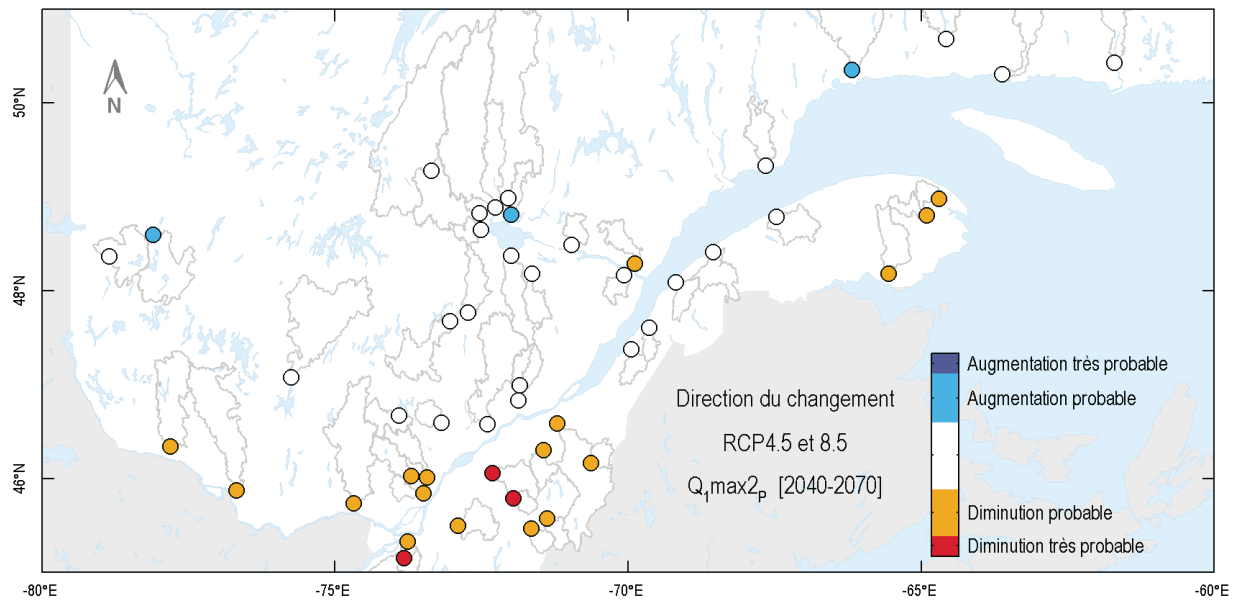 50°N
48°N
46°N
N
Direction du changement
RCP4.5 et 8.5
Q1max2P [2040-2070]
Augmentation très probable
Augmentation probable
Diminution probable
Diminution très probable
-80°E
-75°E
-70°E
-65°E
-60°E